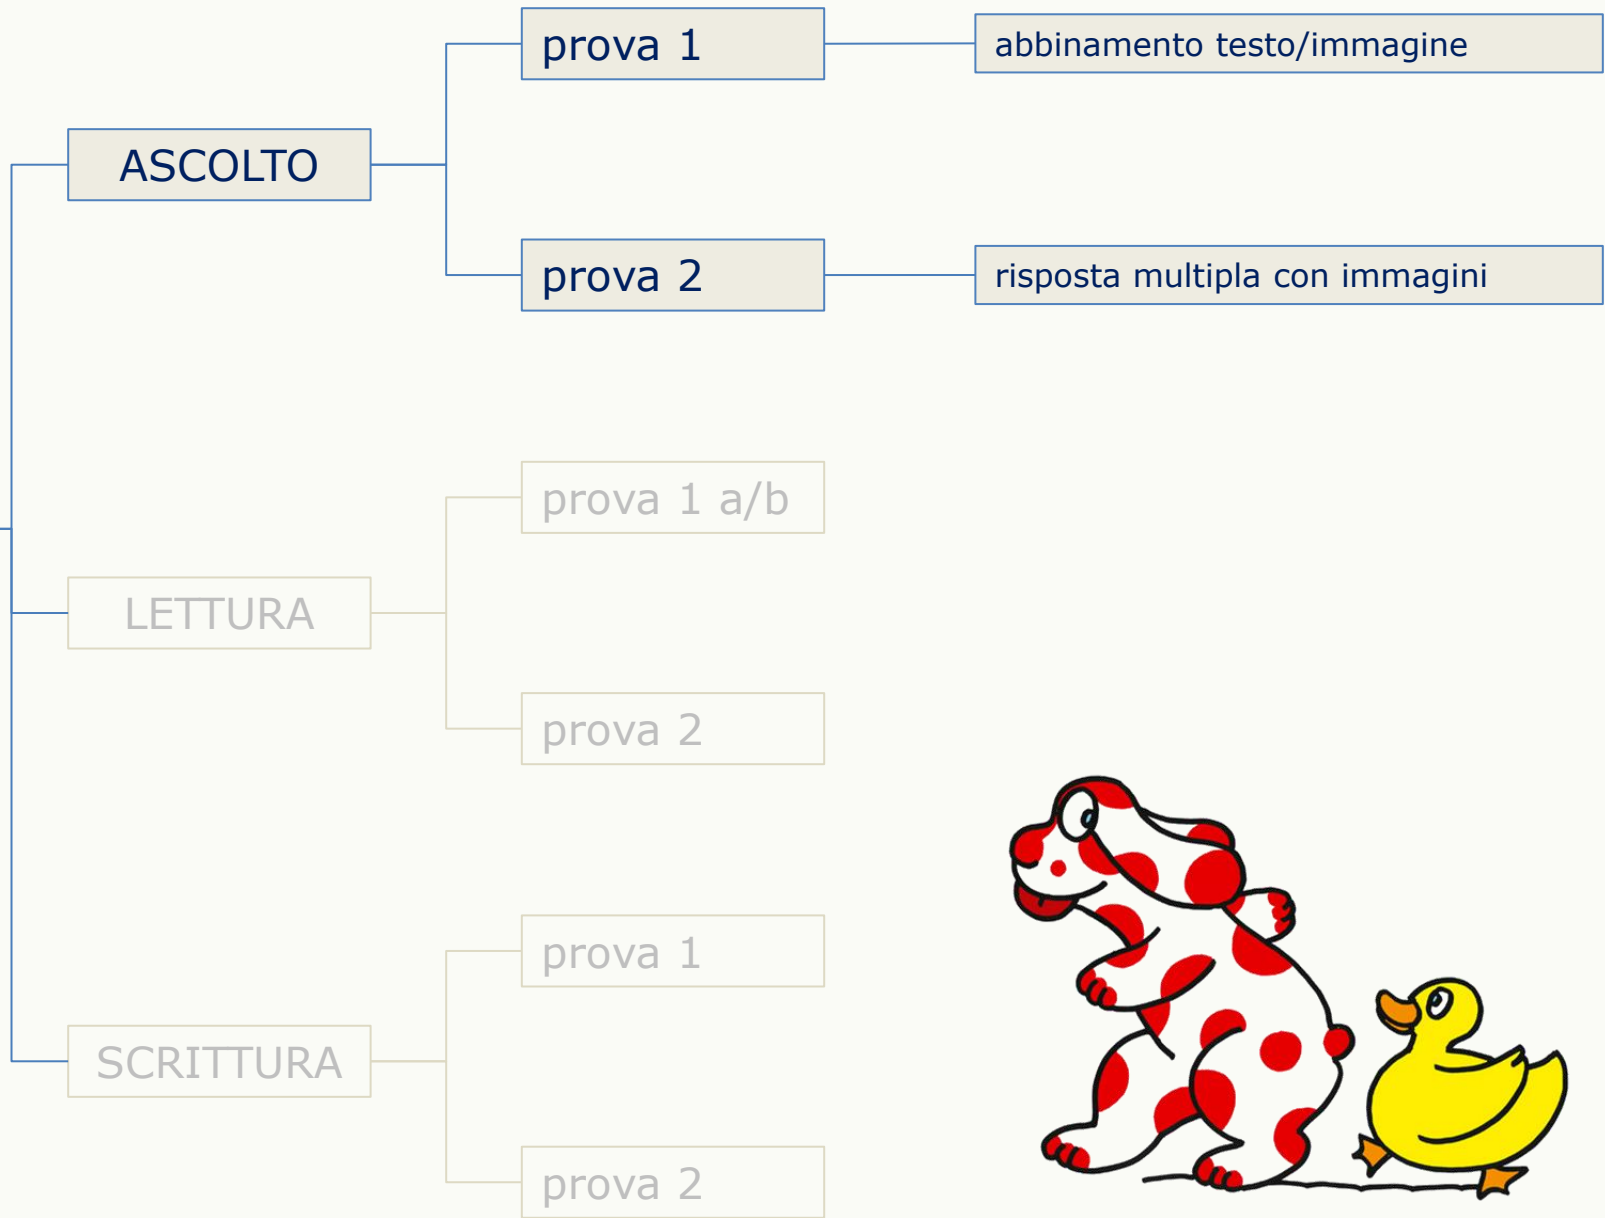 ASCOLTO
prova 1
abbinamento testo/immagine
prova 2
risposta multipla con immagini
LETTURA
prova 1 a/b
prova 2
SCRITTURA
prova 1
prova 2